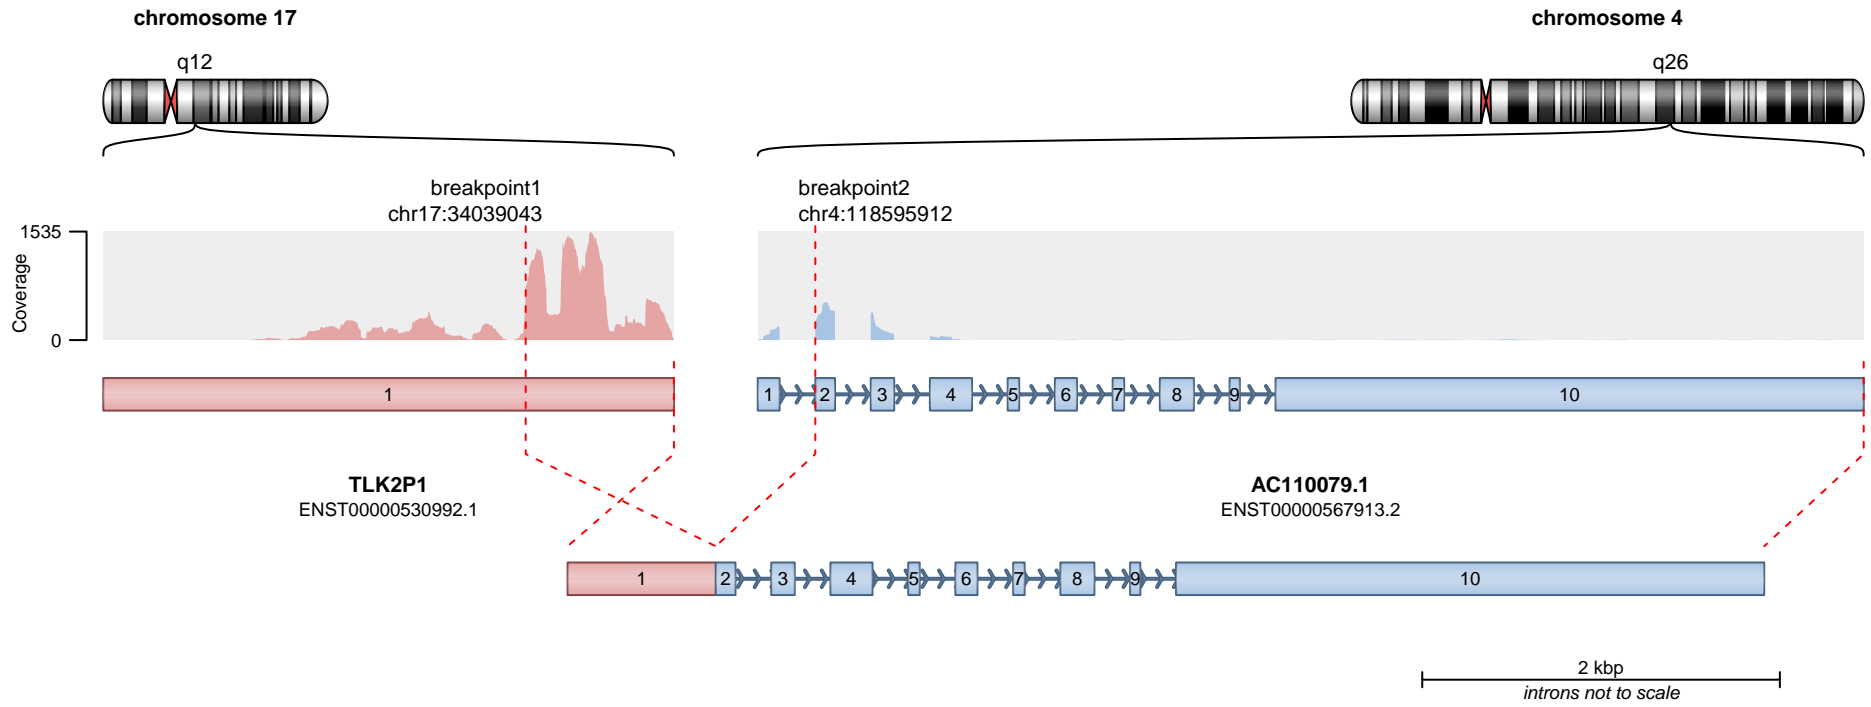 chromosome 17
chromosome 4
q12
q26
breakpoint1
chr17:34039043
breakpoint2
chr4:118595912
1535
0
Coverage
1
1 2 3 4 5 6 7 8 9 10
TLK2P1
ENST00000530992.1
AC110079.1
ENST00000567913.2
1 2 3 4 5 6 7 8 9 10
2 kbp
introns not to scale